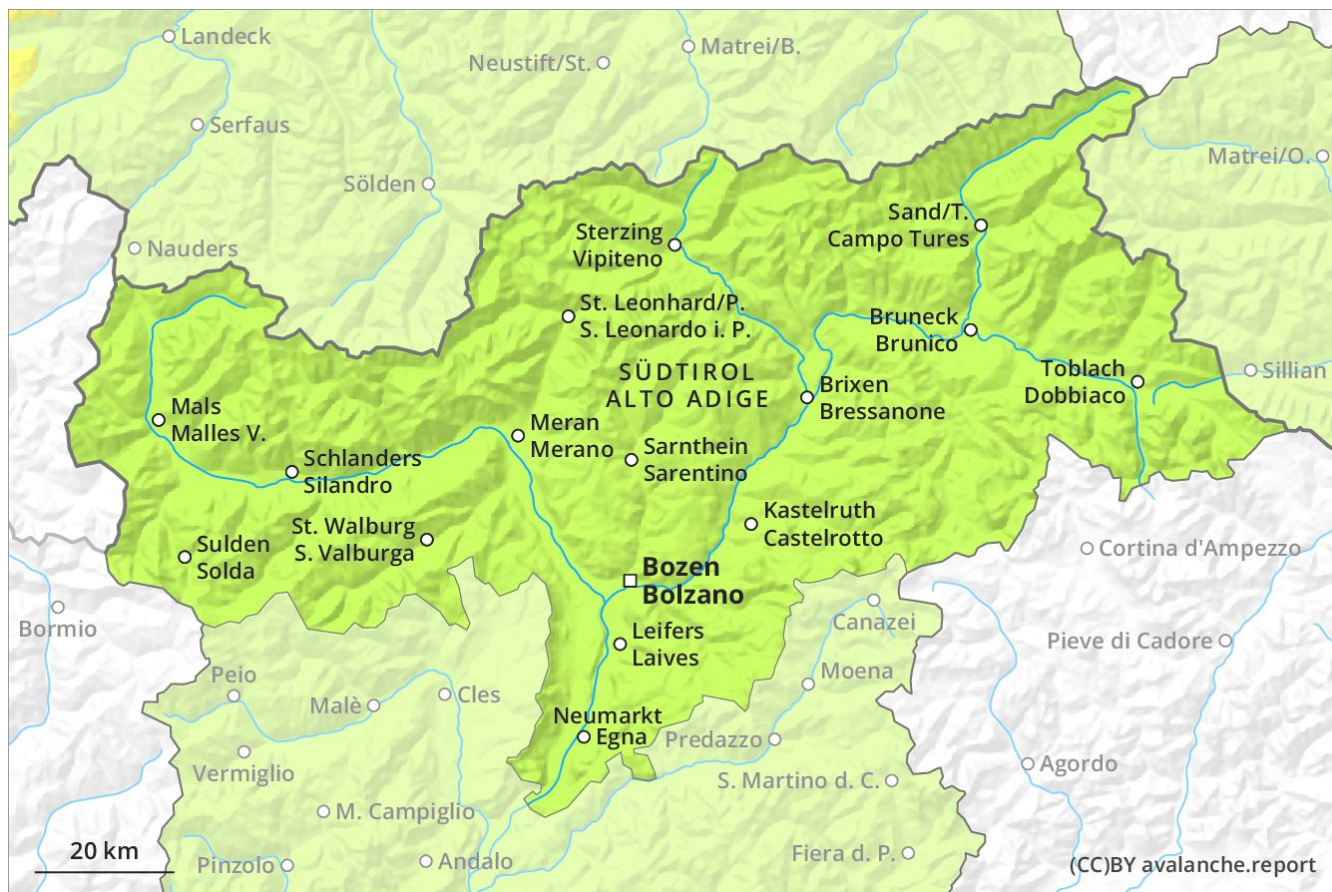 Landeck
Matrei/B.
Neustift/St.
Serfaus
Matrei/O.
Sölden
Sand/T.
Campo Tures
Sterzing
Vipiteno
Nauders
St. Leonhard/P.
S. Leonardo i. P.
Bruneck
Brunico
SÜDTIROL
ALTO ADIGE
Toblach
Dobbiaco
Sillian
Brixen
Bressanone
Mals
Malles V.
Meran
Merano
Sarnthein
Sarentino
Schlanders
Silandro
Kastelruth
Castelrotto
St. Walburg
S. Valburga
Sulden
Solda
Cortina d'Ampezzo
Bozen
Bolzano
Bormio
Canazei
Leifers
Laives
Pieve di Cadore
Peio
Moena
Malè
Cles
Neumarkt
Egna
Predazzo
Vermiglio
Agordo
S. Martino d. C.
M. Campiglio
20 km
Pinzolo
Andalo
Fiera d. P.
(CC)BY avalanche.report